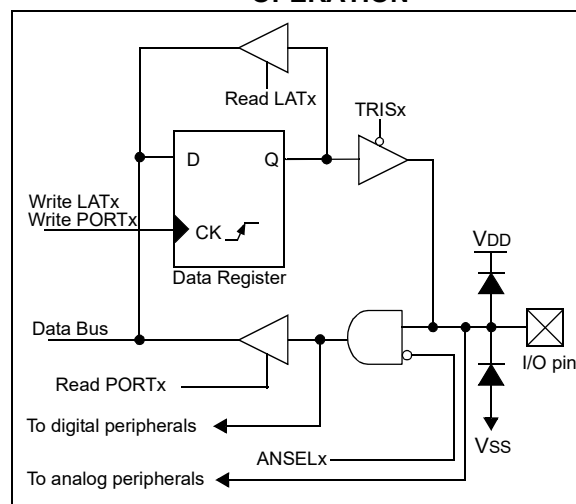 OPERATION
Read LATx
TRISx
D
Q
Write LATx
Write PORTx
CK
Data Register
VDD
Data Bus
I/O pin
Read PORTx
To digital peripherals
VSS
ANSELx
To analog peripherals